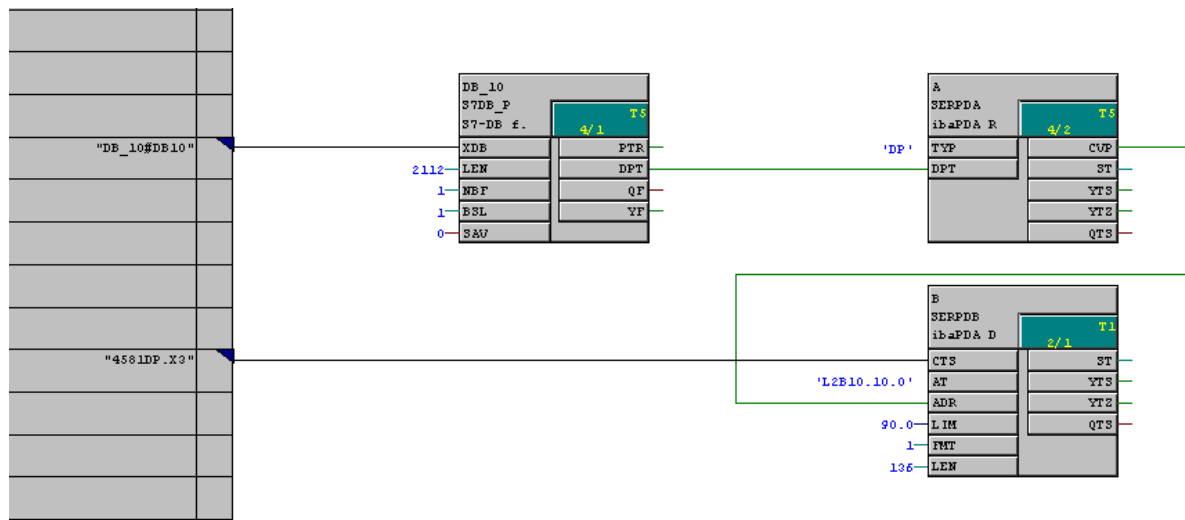 DB_10
S7DB_P
S7-DB f.
T5
4/1
"DB_10#DB10"
XDB
PTR
2112
LEN
DPT
1
NBF
QF
1
BSL
YF
0
SAV
A
SERPDA
ibaPDA R
T5
4/2
'DP'
TYP
CVP
DPT
ST
YTS
YTZ
QTS
B
SERPDB
ibaPDA D
T1
2/1
"4581DP.X3"
CTS
ST
'L2B10.10.0'
AT
YTS
ADR
YTZ
90.0
LIM
QTS
1
FMT
136
LEN